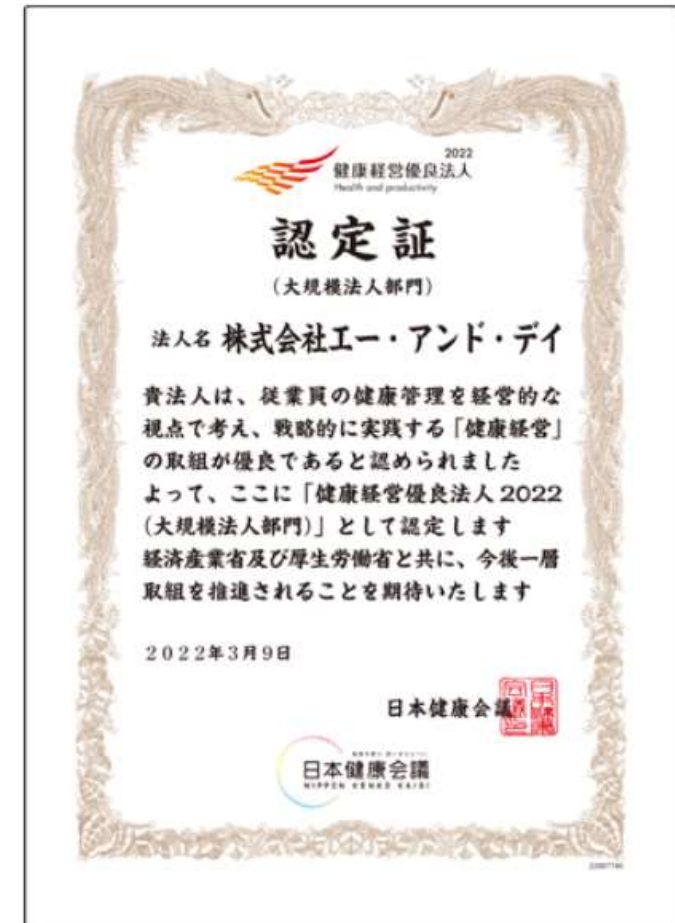 2022
健康経営優良法人
Health and productivity
認定証
(大規模法人部門)
法人名 株式会社エー・アンド・デイ
貴法人は、従業員の健康管理を経営的な
視点で考え、戦略的に実践する「健康経営」
の取組が優良であると認められました
よって、ここに「健康経営優良法人2022
(大規模法人部門)」として認定します
経済産業省及び厚生労働省と共に、今後一層
取組を推進されることを期待いたします
2022年3月9日
日本健康会議
日本健康会議
NIPPON KENKO KAIGI